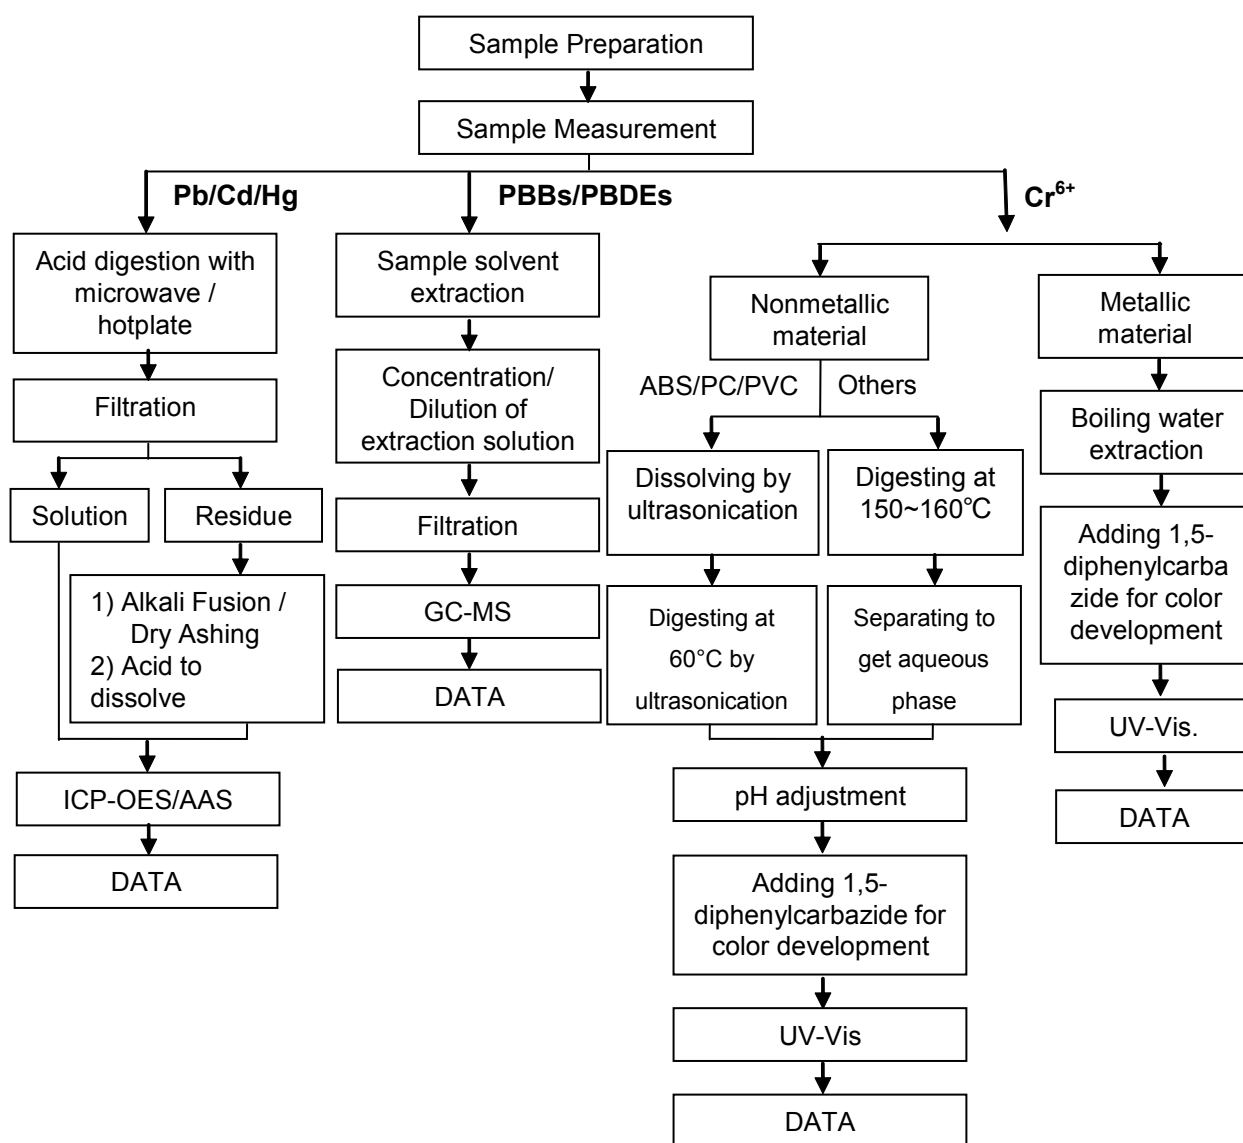 Sample Preparation
Sample Measurement
Pb/Cd/Hg
PBBs/PBDEs
Cr6+
Acid digestion with
microwave /
hotplate
Filtration
Solution
Residue
1) Alkali Fusion /
Dry Ashing
2) Acid to
dissolve
ICP-OES/AAS
DATA
Sample solvent
extraction
Concentration/
Dilution of
extraction solution
Filtration
GC-MS
DATA
Nonmetallic
material
ABS/PC/PVC
Others
Dissolving by
ultrasonication
Digesting at
60°C by
ultrasonication
Digesting at
150~160℃
Separating to
get aqueous
phase
pH adjustment
Adding 1,5-
diphenylcarbazide for
color development
UV-Vis
DATA
Metallic
material
Boiling water
extraction
Adding 1,5-
diphenylcarba
zide for color
development
UV-Vis.
DATA